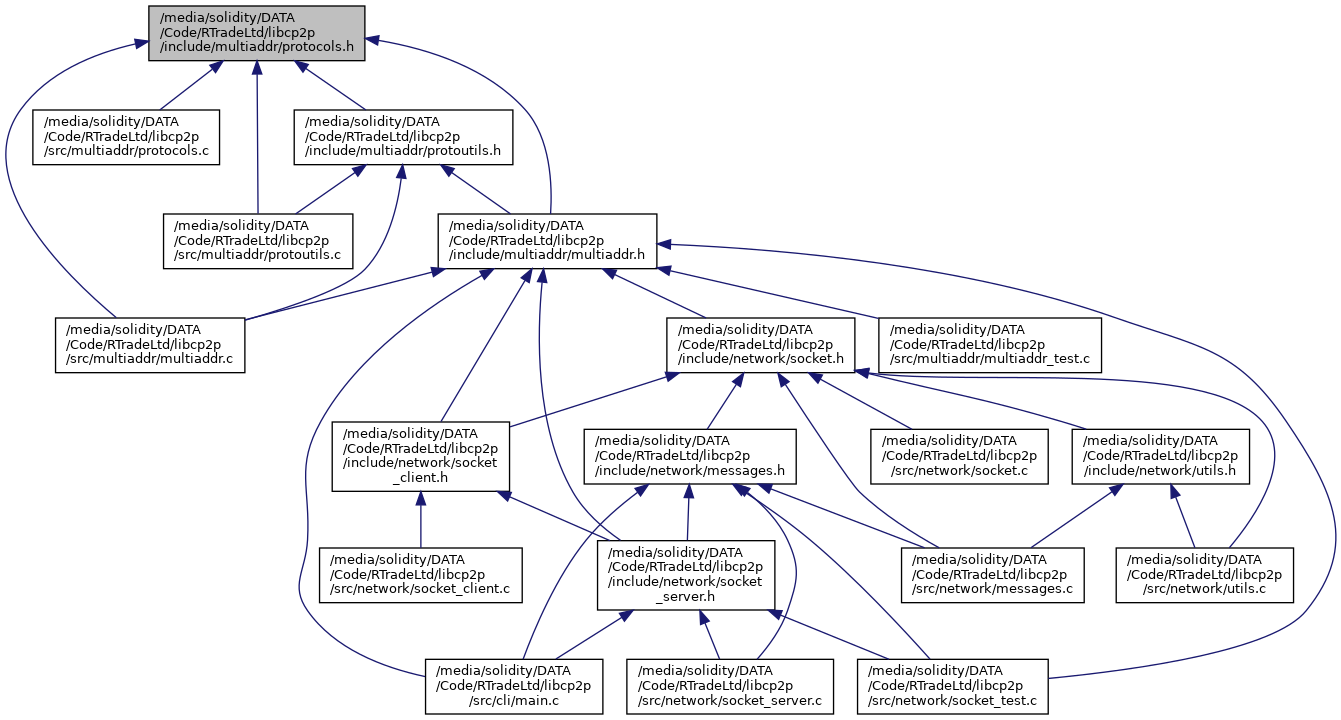 /media/solidity/DATA
/Code/RTradeLtd/libcp2p
/include/multiaddr/protocols.h
/media/solidity/DATA
/Code/RTradeLtd/libcp2p
/src/multiaddr/protocols.c
/media/solidity/DATA
/Code/RTradeLtd/libcp2p
/include/multiaddr/protoutils.h
/media/solidity/DATA
/Code/RTradeLtd/libcp2p
/src/multiaddr/protoutils.c
/media/solidity/DATA
/Code/RTradeLtd/libcp2p
/include/multiaddr/multiaddr.h
/media/solidity/DATA
/Code/RTradeLtd/libcp2p
/src/multiaddr/multiaddr.c
/media/solidity/DATA
/Code/RTradeLtd/libcp2p
/include/network/socket.h
/media/solidity/DATA
/Code/RTradeLtd/libcp2p
/src/multiaddr/multiaddr_test.c
/media/solidity/DATA
/Code/RTradeLtd/libcp2p
/include/network/socket
_client.h
/media/solidity/DATA
/Code/RTradeLtd/libcp2p
/include/network/messages.h
/media/solidity/DATA
/Code/RTradeLtd/libcp2p
/src/network/socket.c
/media/solidity/DATA
/Code/RTradeLtd/libcp2p
/include/network/utils.h
/media/solidity/DATA
/Code/RTradeLtd/libcp2p
/src/network/socket_client.c
/media/solidity/DATA
/Code/RTradeLtd/libcp2p
/include/network/socket
_server.h
/media/solidity/DATA
/Code/RTradeLtd/libcp2p
/src/network/messages.c
/media/solidity/DATA
/Code/RTradeLtd/libcp2p
/src/network/utils.c
/media/solidity/DATA
/Code/RTradeLtd/libcp2p
/src/cli/main.c
/media/solidity/DATA
/Code/RTradeLtd/libcp2p
/src/network/socket_server.c
/media/solidity/DATA
/Code/RTradeLtd/libcp2p
/src/network/socket_test.c